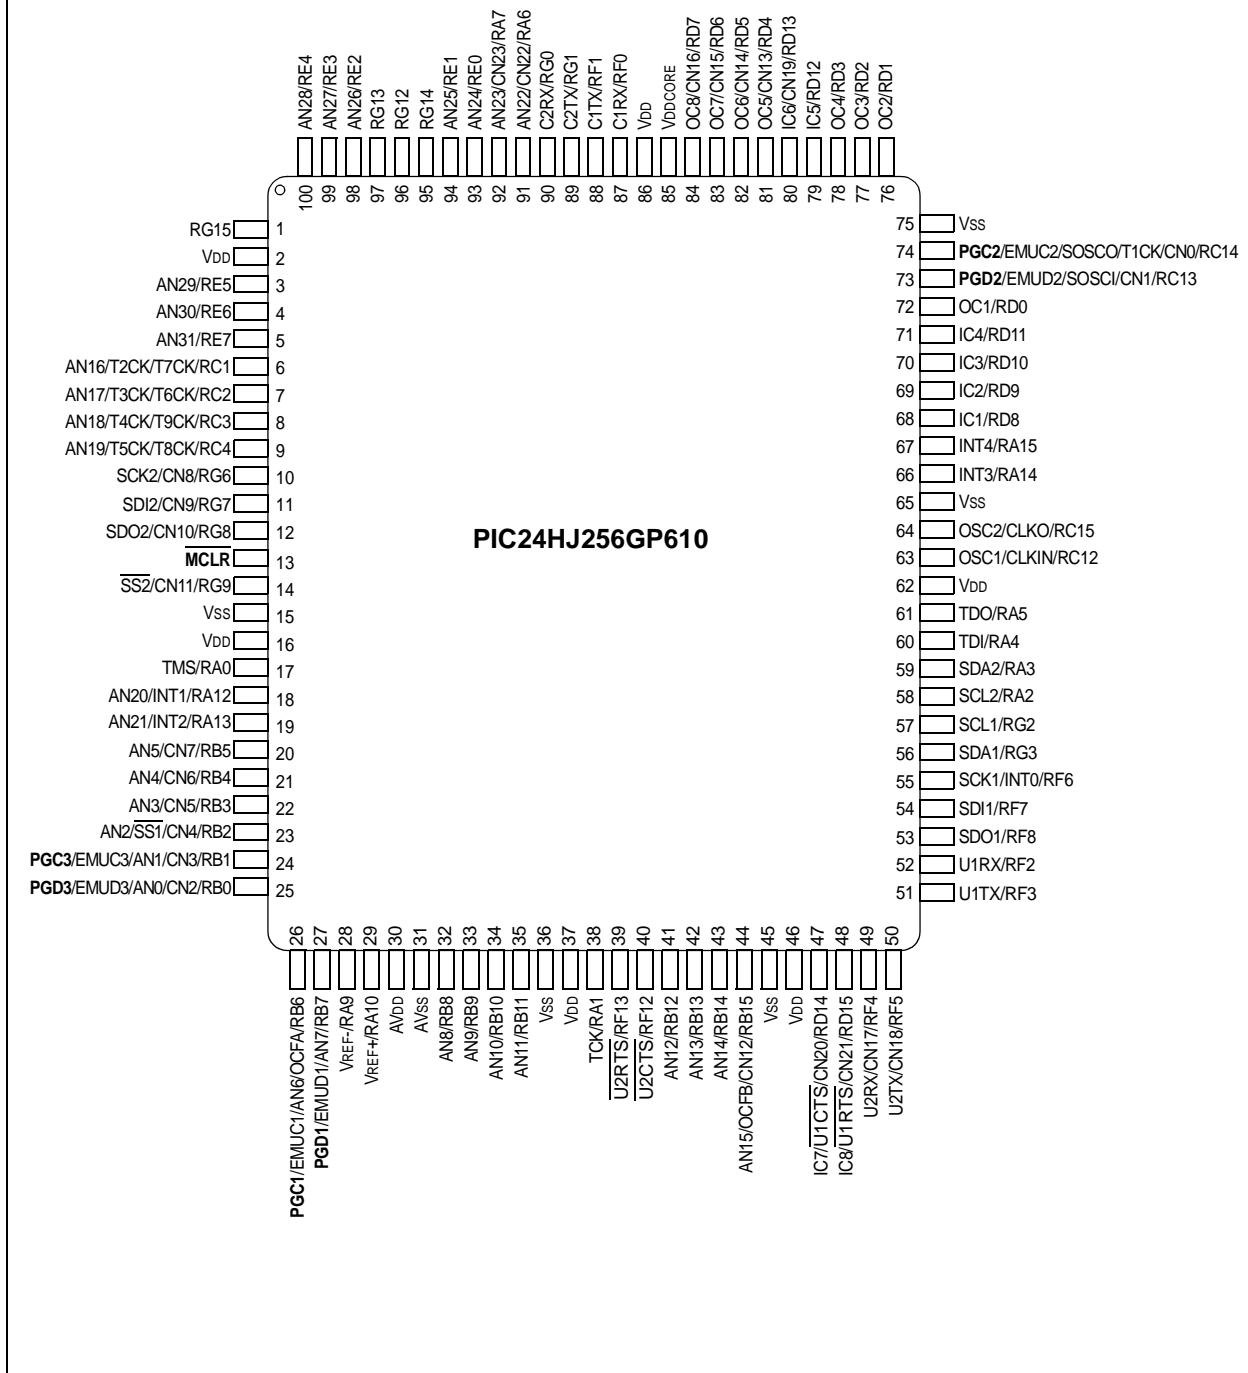 AN28/RE4
AN27/RE3
AN26/RE2
RG13
RG12
RG14
AN25/RE1
AN24/RE0
AN23/CN23/RA7
AN22/CN22/RA6
C2RX/RG0
C2TX/RG1
C1TX/RF1
C1RX/RF0
VDD
VDDCORE
OC8/CN16/RD7
OC7/CN15/RD6
OC6/CN14/RD5
OC5/CN13/RD4
IC6/CN19/RD13
IC5/RD12
OC4/RD3
OC3/RD2
OC2/RD1
100
99
98
97
96
95
94
93
92
91
90
89
88
87
86
85
84
83
82
81
80
79
78
77
76
RG15 1
VDD 2
AN29/RE5 3
AN30/RE6 4
AN31/RE7 5
AN16/T2CK/T7CK/RC1 6
AN17/T3CK/T6CK/RC2 7
AN18/T4CK/T9CK/RC3 8
AN19/T5CK/T8CK/RC4 9
SCK2/CN8/RG6 10
SDI2/CN9/RG7 11
SDO2/CN10/RG8 12
MCLR 13
SS2/CN11/RG9 14
VSS 15
VDD 16
TMS/RA0 17
AN20/INT1/RA12 18
AN21/INT2/RA13 19
AN5/CN7/RB5 20
AN4/CN6/RB4 21
AN3/CN5/RB3 22
AN2/SS1/CN4/RB2 23
PGC3/EMUC3/AN1/CN3/RB1 24
PGD3/EMUD3/AN0/CN2/RB0 25
PIC24HJ256GP610
75 VSS
74 PGC2/EMUC2/SOSCO/T1CK/CN0/RC14
73 PGD2/EMUD2/SOSCI/CN1/RC13
72 OC1/RD0
71 IC4/RD11
70 IC3/RD10
69 IC2/RD9
68 IC1/RD8
67 INT4/RA15
66 INT3/RA14
65 VSS
64 OSC2/CLKO/RC15
63 OSC1/CLKIN/RC12
62 VDD
61 TDO/RA5
60 TDI/RA4
59 SDA2/RA3
58 SCL2/RA2
57 SCL1/RG2
56 SDA1/RG3
55 SCK1/INT0/RF6
54 SDI1/RF7
53 SDO1/RF8
52 U1RX/RF2
51 U1TX/RF3
26
27
28
29
30
31
32
33
34
35
36
37
38
39
40
41
42
43
44
45
46
47
48
49
50
PGC1/EMUC1/AN6/OCFA/RB6
PGD1/EMUD1/AN7/RB7
VREF-/RA9
VREF+/RA10
AVDD
AVSS
AN8/RB8
AN9/RB9
AN10/RB10
AN11/RB11
VSS
VDD
TCK/RA1
U2RTS/RF13
U2CTS/RF12
AN12/RB12
AN13/RB13
AN14/RB14
AN15/OCFB/CN12/RB15
VSS
VDD
IC7/U1CTS/CN20/RD14
IC8/U1RTS/CN21/RD15
U2RX/CN17/RF4
U2TX/CN18/RF5